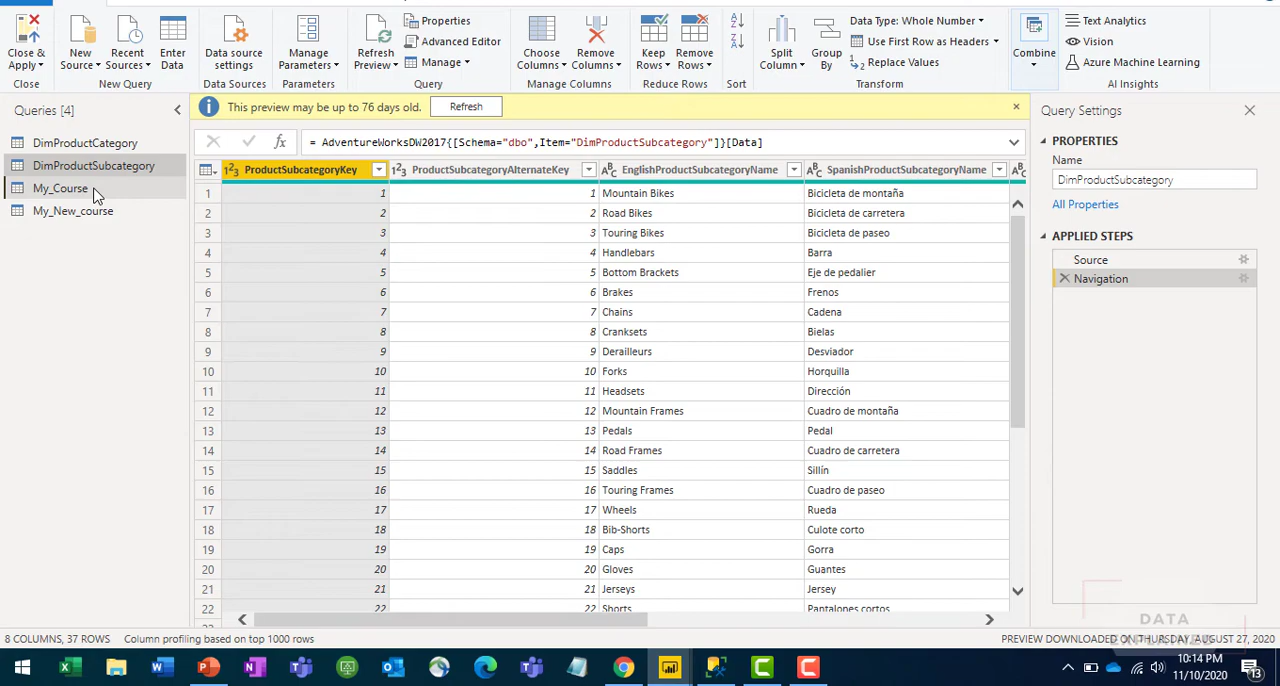 Close & Apply
New Source
Recent Sources
Enter Data
Data source settings
Manage Parameters
Refresh Preview
Properties
Advanced Editor
Manage
Choose Columns
Remove Columns
Keep Rows
Remove Rows
Split Column
Group By
Data Type: Whole Number
Use First Row as Headers
Replace Values
Combine
Text Analytics
Vision
Azure Machine Learning
Close
New Query
Data Sources
Parameters
Query
Manage Columns
Reduce Rows
Sort
Transform
AI Insights
Queries [4]
DimProductCategory
DimProductSubcategory
My_Course
My_New_course
This preview may be up to 76 days old. Refresh
= AdventureWorksDW2017{[Schema="dbo",Item="DimProductSubcategory"]}[Data]
ProductSubcategoryKey ProductSubcategoryAlternateKey EnglishProductSubcategoryName SpanishProductSubcategoryName
1 1 1 Mountain Bikes Bicicleta de montaña
2 2 2 Road Bikes Bicicleta de carretera
3 3 3 Touring Bikes Bicicleta de paseo
4 4 4 Handlebars Barra
5 5 5 Bottom Brackets Eje de pedalier
6 6 6 Brakes Frenos
7 7 7 Chains Cadena
8 8 8 Cranksets Bielas
9 9 9 Derailleurs Desviador
10 10 10 Forks Horquilla
11 11 11 Headsets Dirección
12 12 12 Mountain Frames Cuadro de montaña
13 13 13 Pedals Pedal
14 14 14 Road Frames Cuadro de carretera
15 15 15 Saddles Sillín
16 16 16 Touring Frames Cuadro de paseo
17 17 17 Wheels Rueda
18 18 18 Bib-Shorts Culote corto
19 19 19 Caps Gorra
20 20 20 Gloves Guantes
21 21 21 Jerseys Jersey
22 22 22 Shorts Pantalones cortos
Query Settings
PROPERTIES
Name
DimProductSubcategory
All Properties
APPLIED STEPS
Source
Navigation
DATA
EXPLAINED
8 COLUMNS, 37 ROWS Column profiling based on top 1000 rows
PREVIEW DOWNLOADED ON THURSDAY, AUGUST 27, 2020
10:14 PM
11/10/2020
13